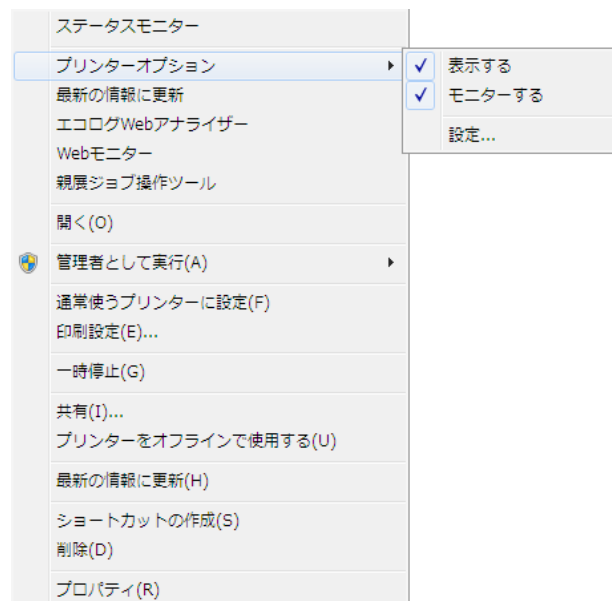 ステータスモニター
プリンターオプション
最新の情報に更新
エコログWebアナライザー
Webモニター
親展ジョブ操作ツール
開く(O)
管理者として実行(A)
通常使うプリンターに設定(F)
印刷設定(E)...
一時停止(G)
共有(I)...
プリンターをオフラインで使用する(U)
最新の情報に更新(H)
ショートカットの作成(S)
削除(D)
プロパティ(R)
表示する
モニターする
設定...